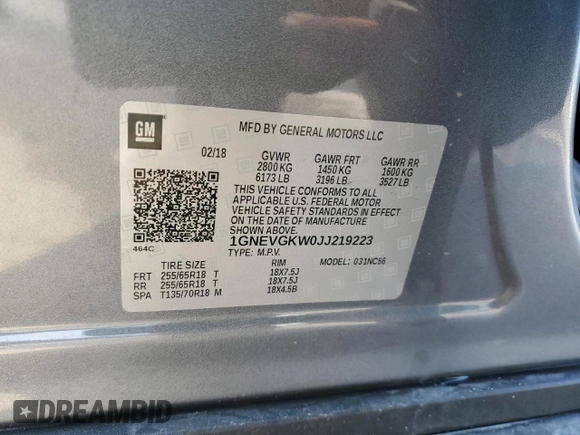 GM
MFD BY GENERAL MOTORS LLC
02/18 GVWR GAWR FRT GAWR RR
2800 KG 1450 KG 1600 KG
6173 LB 3196 LB 3527 LB
THIS VEHICLE CONFORMS TO ALL
APPLICABLE U.S. FEDERAL MOTOR
VEHICLE SAFETY STANDARDS IN EFFECT
ON THE DATE OF MANUFACTURE
SHOWN ABOVE.
464C 1GNEVGKW0JJ219223
TYPE: M.P.V. 031NC56
TIRE SIZE RIM
FRT 255/65R18 T 18X7.5J
RR 255/65R18 T 18X7.5J
SPA T135/70R18 M 18X4.5B
DREAMBID